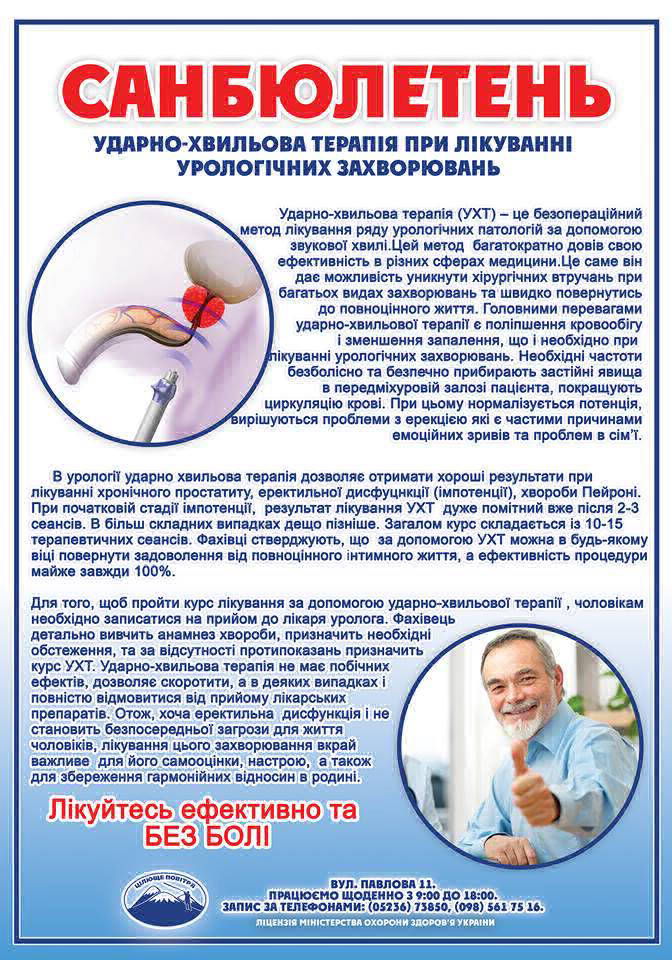 САНБЮЛЕТЕНЬ
УДАРНО-ХВИЛЬОВА ТЕРАПІЯ ПРИ ЛІКУВАННІ
УРОЛОГІЧНИХ ЗАХВОРЮВАНЬ
Ударно-хвильова терапія (УХТ) – це безопераційний
метод лікування ряду урологічних патологій за допомогою
звукової хвилі.Цей метод багатократно довів свою
ефективність в різних сферах медицини.Це саме він
дає можливість уникнути хірургічних втручань при
багатьох видах захворювань та швидко повернутись
до повноцінного життя. Головними перевагами
ударно-хвильової терапії є поліпшення кровообігу
і зменшення запалення, що і необхідно при
лікуванні урологічних захворювань. Необхідні частоти
безболісно та безпечно прибирають застійні явища
в передміхуровій залозі пацієнта, покращують
циркуляцію крові. При цьому нормалізується потенція,
вирішуються проблеми з ерекцією які є частими причинами
емоційних зривів та проблем в сім'ї.
В урології ударно хвильова терапія дозволяє отримати хороші результати при
лікуванні хронічного простатиту, еректильної дисфуцнкції (імпотенції), хвороби Пейроні.
При початковій стадії імпотенції, результат лікування УХТ дуже помітний вже після 2-3
сеансів. В більш складних випадках дещо пізніше. Загалом курс складається із 10-15
терапевтичних сеансів. Фахівці стверджують, що за допомогою УХТ можна в будь-якому
віці повернути задоволення від повноцінного інтимного життя, а ефективність процедури
майже завжди 100%.
Для того, щоб пройти курс лікування за допомогою ударно-хвильової терапії , чоловікам
необхідно записатися на прийом до лікаря уролога. Фахівець
детально вивчить анамнез хвороби, призначить необхідні
обстеження, та за відсутності протипоказань призначить
курс УХТ. Ударно-хвильова терапія не має побічних
ефектів, дозволяє скоротити, а в деяких випадках і
повністю відмовитися від прийому лікарських
препаратів. Отож, хоча еректильна дисфункція і не
становить безпосередньої загрози для життя
чоловіків, лікування цього захворювання вкрай
важливе для його самооцінки, настрою, а також
для збереження гармонійних відносин в родині.
Лікуйтесь ефективно та
БЕЗ БОЛІ
ЦІЛЮЩЕ ПОВІТРЯ
ВУЛ. ПАВЛОВА 11.
ПРАЦЮЄМО ЩОДЕННО З 9:00 ДО 18:00.
ЗАПИС ЗА ТЕЛЕФОНАМИ: (05236) 73850, (098) 561 75 16.
ЛІЦЕНЗІЯ МІНІСТЕРСТВА ОХОРОНИ ЗДОРОВ'Я УКРАЇНИ